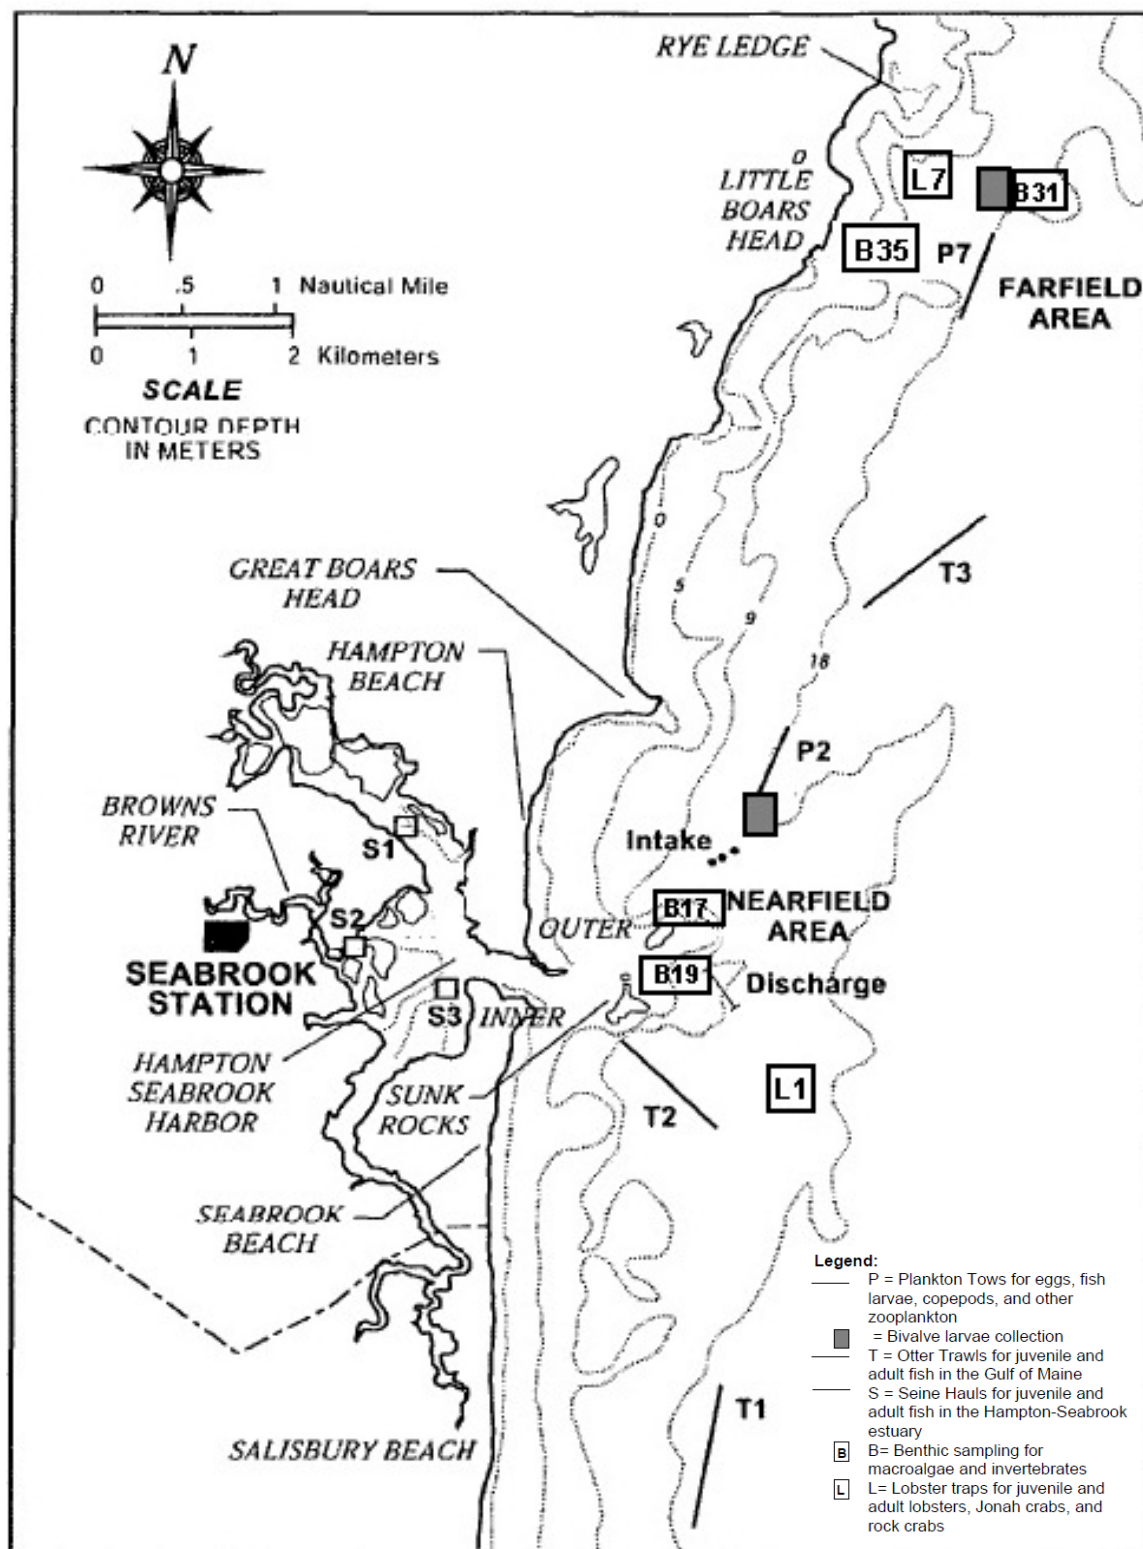 RYE LEDGE
N
O
LITTLE
BOARS
HEAD
L7
B31
B35
P7
FARFIELD
AREA
0 .5 1 Nautical Mile
0 1 2 Kilometers
SCALE
CONTOUR DEPTH
IN METERS
0
5
9
18
T3
GREAT BOARS
HEAD
HAMPTON
BEACH
P2
BROWNS
RIVER
S1
Intake
B17
NEARFIELD
AREA
S2
OUTER
SEABROOK
STATION
B19
Discharge
S3
INNER
HAMPTON
SEABROOK
HARBOR
SUNK
ROCKS
L1
T2
SEABROOK
BEACH
T1
SALISBURY BEACH
Legend:
P = Plankton Tows for eggs, fish
larvae, copepods, and other
zooplankton
= Bivalve larvae collection
T = Otter Trawls for juvenile and
adult fish in the Gulf of Maine
S = Seine Hauls for juvenile and
adult fish in the Hampton-Seabrook
estuary
B B= Benthic sampling for
macroalgae and invertebrates
L L= Lobster traps for juvenile and
adult lobsters, Jonah crabs, and
rock crabs